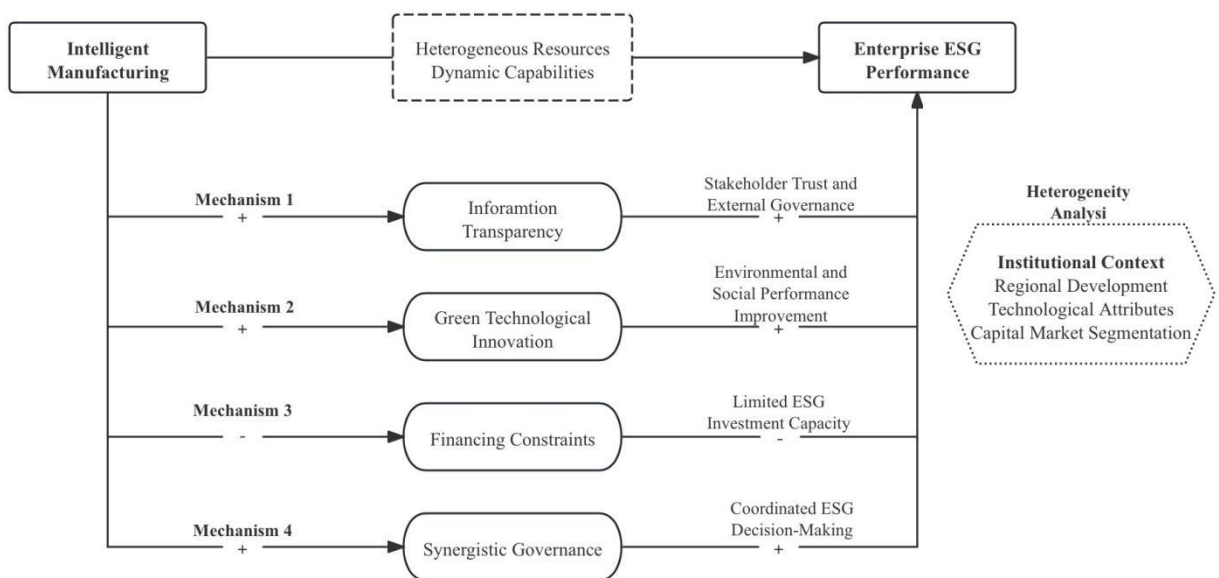 Intelligent
Manufacturing
Heterogeneous Resources
Dynamic Capabilities
Enterprise ESG
Performance
Mechanism 1
+
Inforamtion
Transparency
Stakeholder Trust and
External Governance
+
Mechanism 2
+
Green Technological
Innovation
Environmental and
Social Performance
Improvement
+
Mechanism 3
-
Financing Constraints
Limited ESG
Investment Capacity
-
Mechanism 4
+
Synergistic Governance
Coordinated ESG
Decision-Making
+
Heterogeneity
Analysi
Institutional Context
Regional Development
Technological Attributes
Capital Market Segmentation